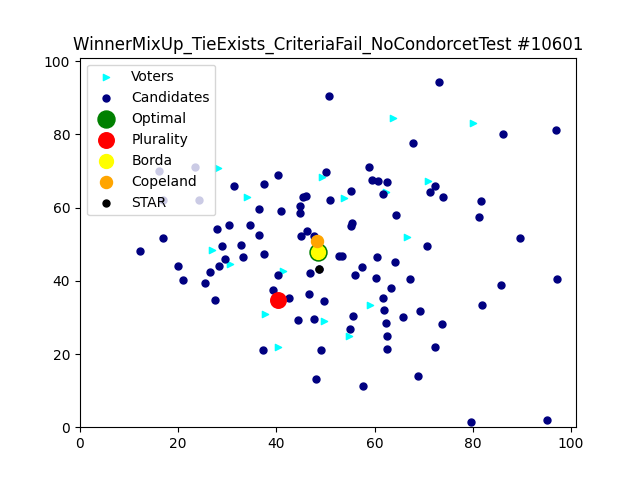 WinnerMixUp_TieExists_CriteriaFail_NoCondorcetTest #10601
100
80
60
40
20
0
Voters
Candidates
Optimal
Plurality
Borda
Copeland
STAR
0 20 40 60 80 100